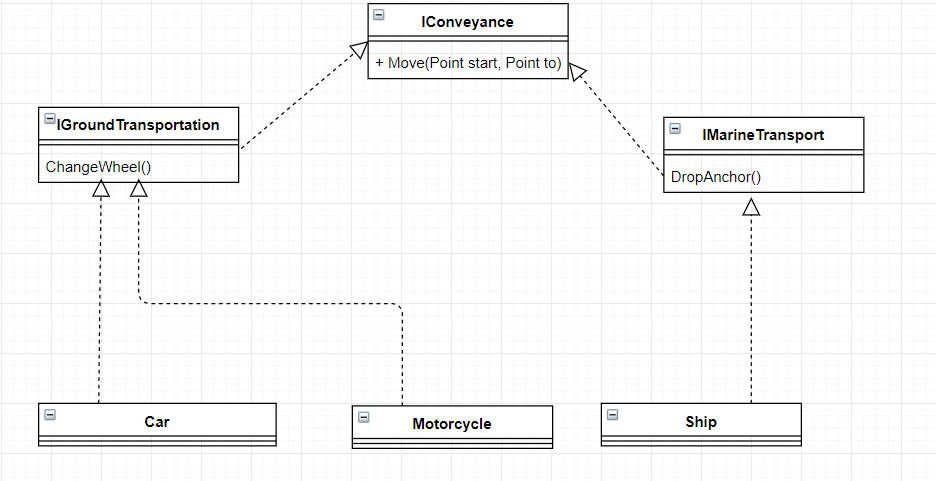 IConveyance
+ Move(Point start, Point to)
IGroundTransportation
ChangeWheel()
IMarineTransport
DropAnchor()
Car
Motorcycle
Ship